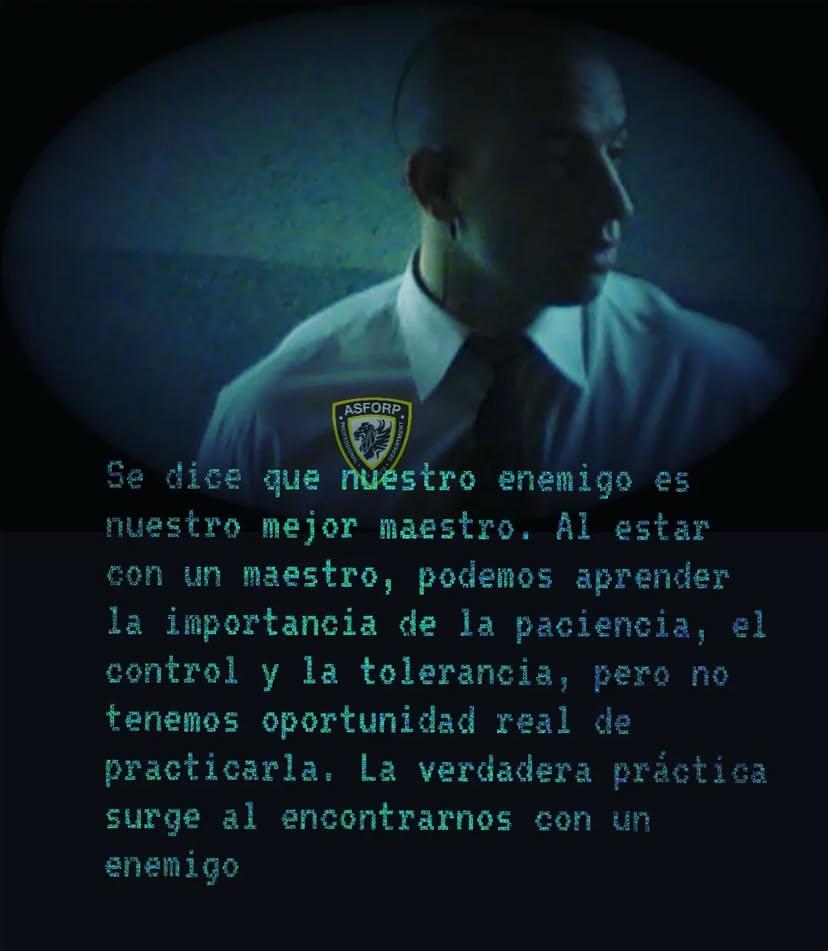 ASFORP
Se dice que nuestro enemigo es
nuestro mejor maestro. Al estar
con un maestro, podemos aprender
la importancia de la paciencia, el
control y la tolerancia, pero no
tenemos oportunidad real de
practicarla. La verdadera práctica
surge al encontrarnos con un
enemigo